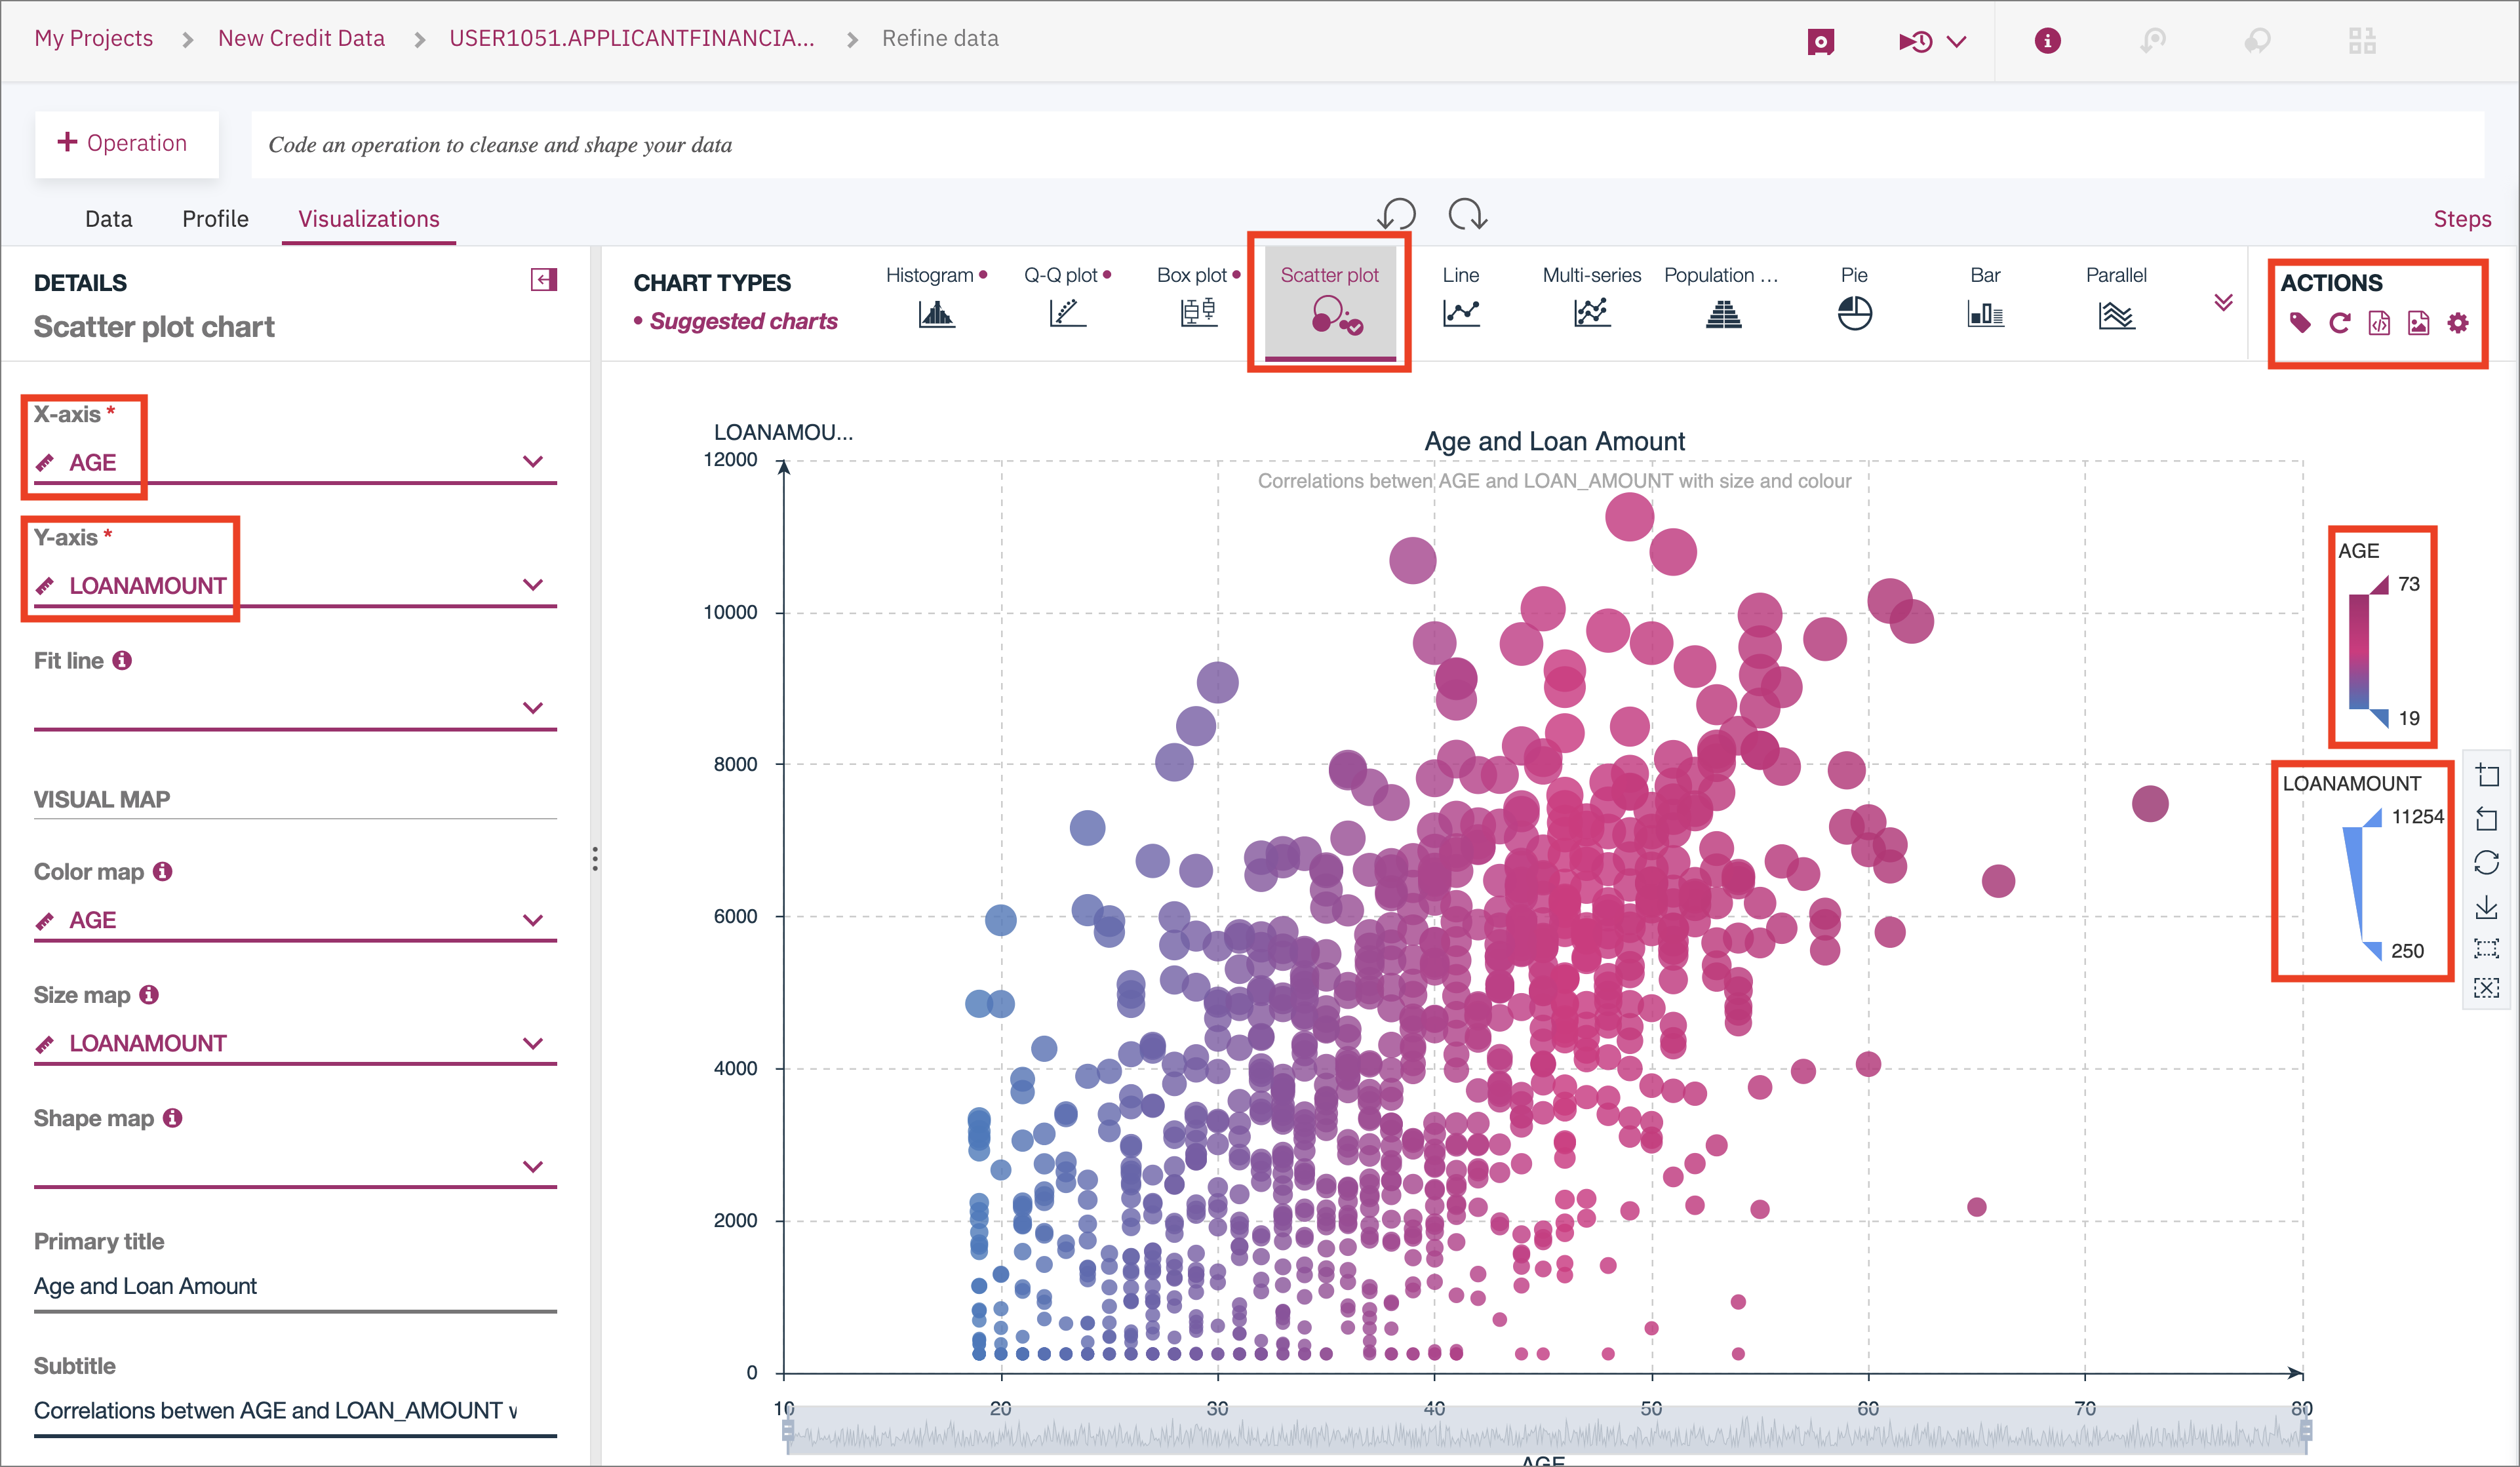 My Projects > New Credit Data > USER1051.APPLICANTFINANCIA... > Refine data
+ Operation
Code an operation to cleanse and shape your data
Data Profile Visualizations
Steps
DETAILS
Scatter plot chart
CHART TYPES
• Suggested charts
Histogram •
Q-Q plot •
Box plot •
Scatter plot
Line
Multi-series
Population ...
Pie
Bar
Parallel
ACTIONS
X-axis *
AGE
Y-axis *
LOANAMOUNT
Fit line
VISUAL MAP
Color map
AGE
Size map
LOANAMOUNT
Shape map
Primary title
Age and Loan Amount
Subtitle
Correlations betwen AGE and LOAN_AMOUNT v
LOANAMOU...
Age and Loan Amount
Correlations betwen AGE and LOAN_AMOUNT with size and colour
12000
10000
8000
6000
4000
2000
0
10 20 30 40 50 60 70 80
AGE
AGE
73
19
LOANAMOUNT
11254
250